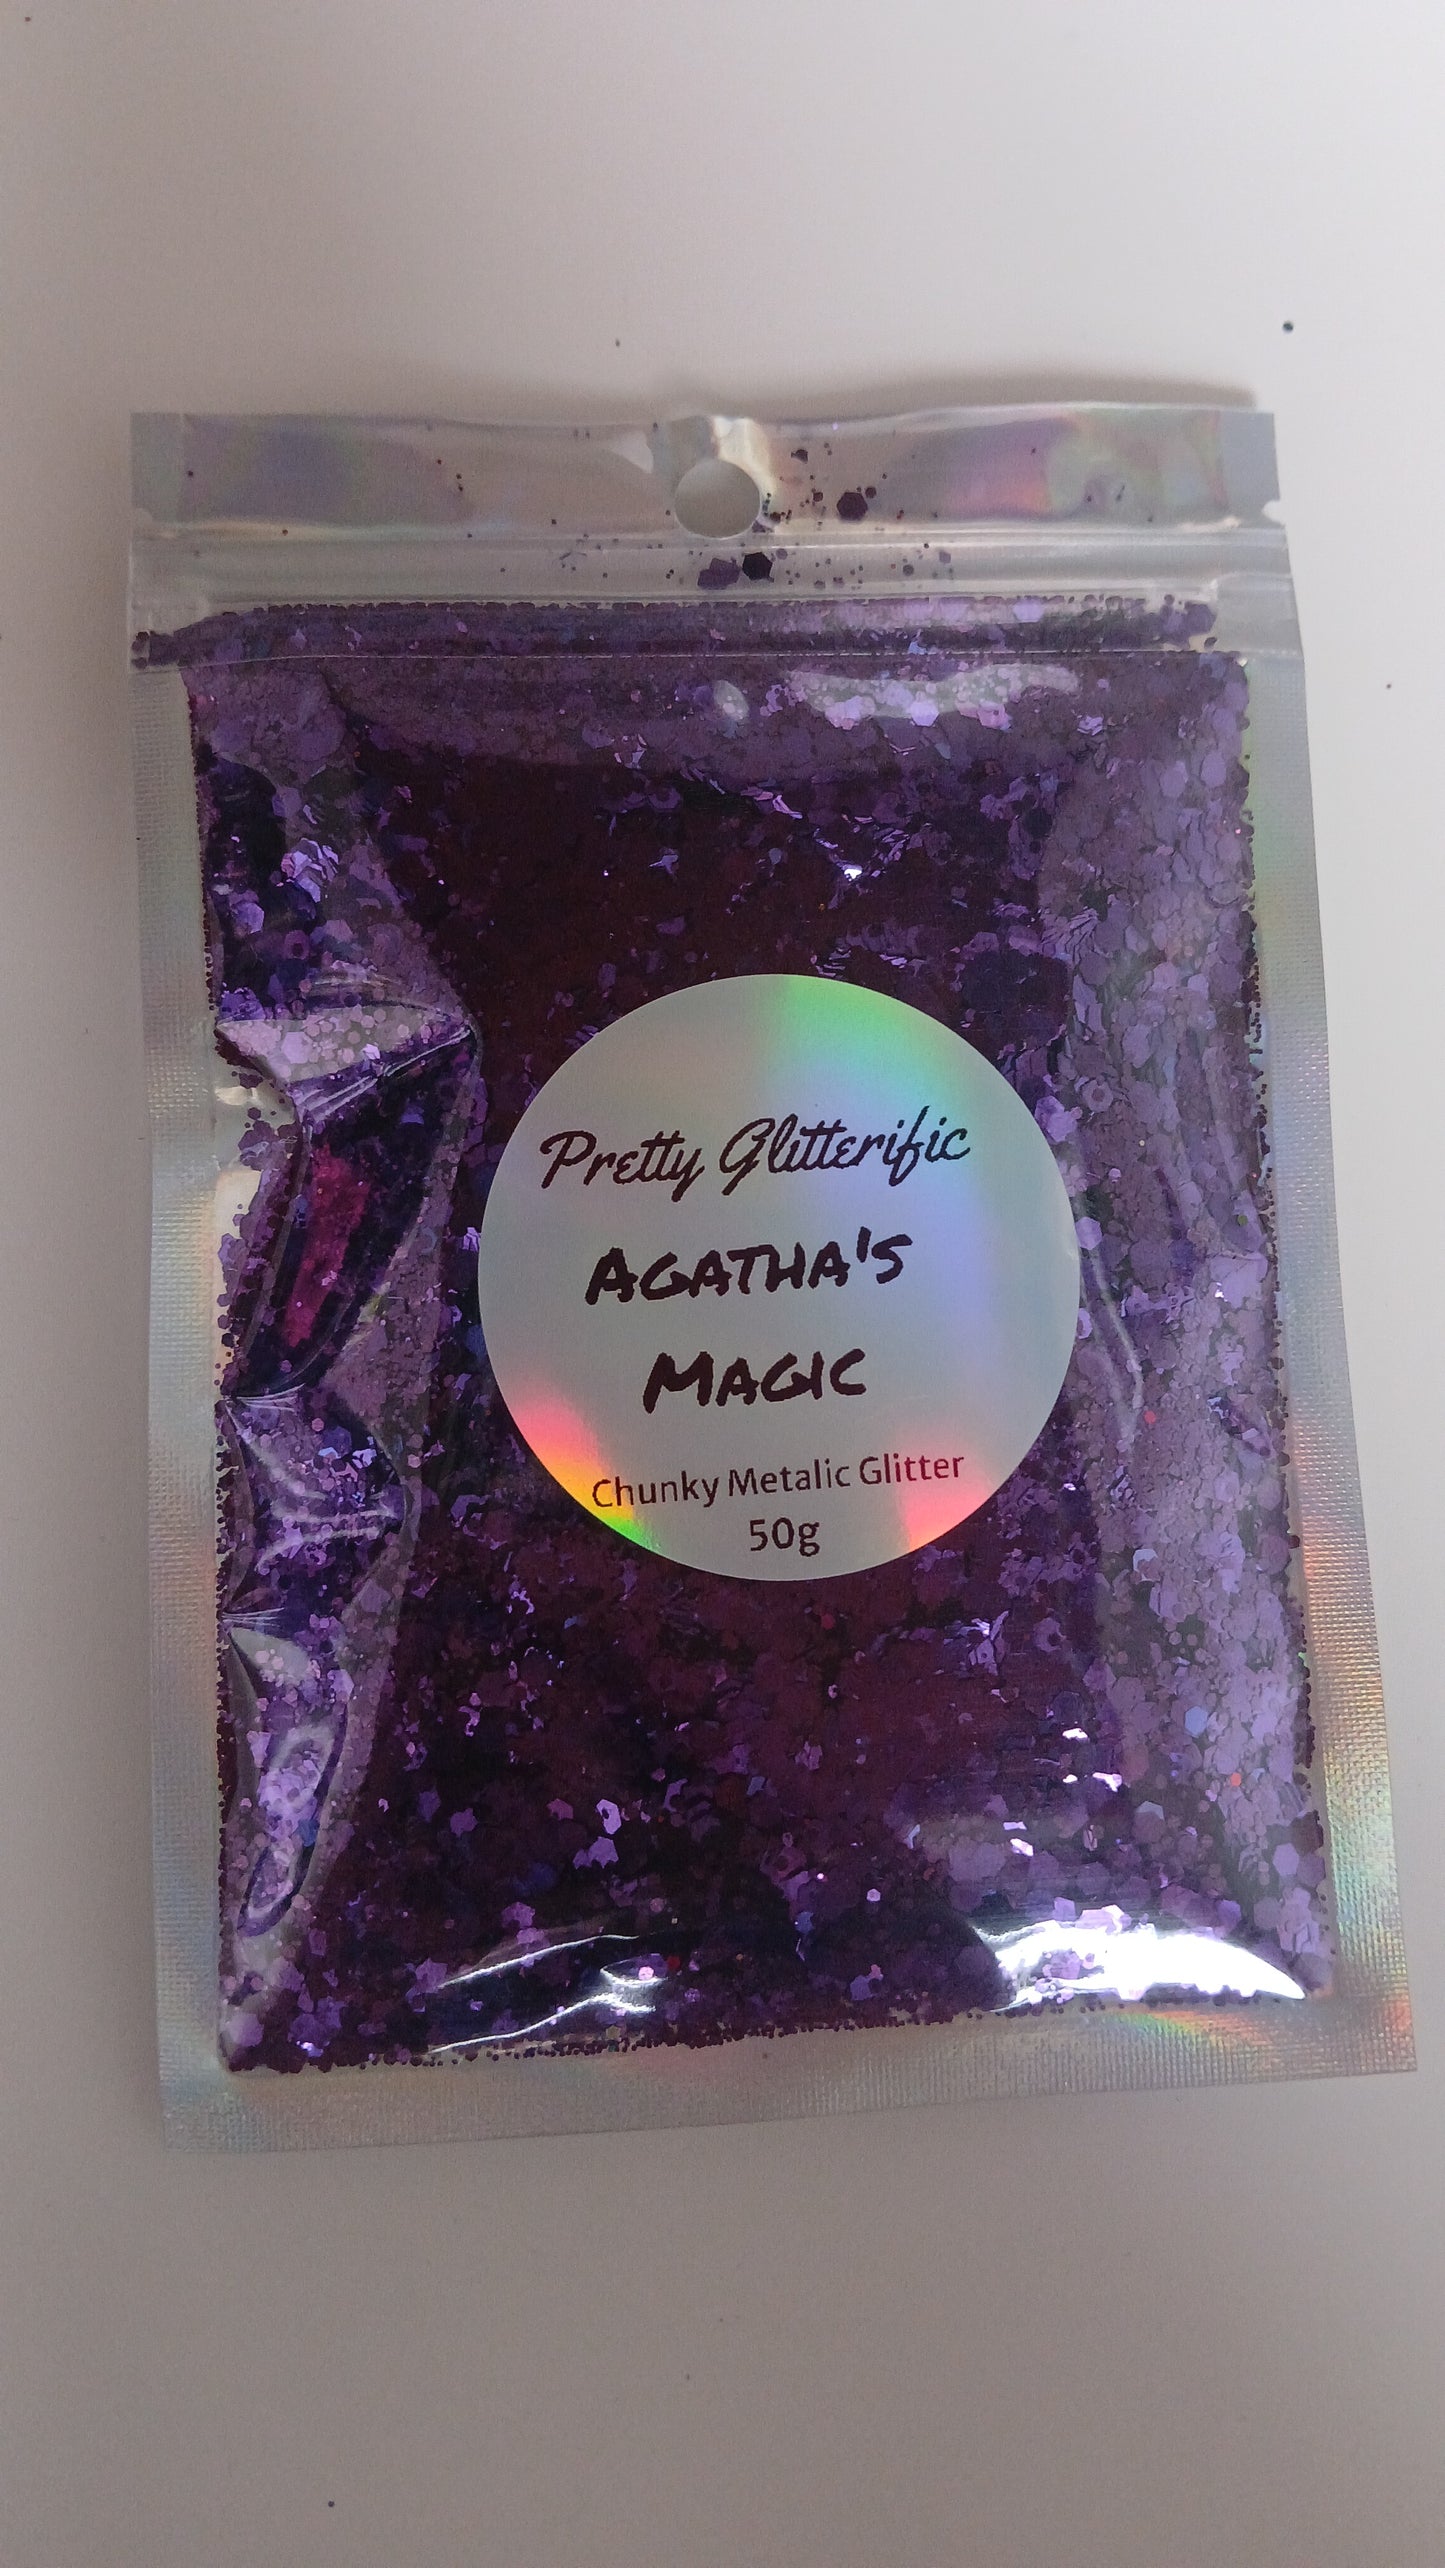 Pretty Glitterific
AGATHA'S
MAGIC
Chunky Metalic Glitter
50g